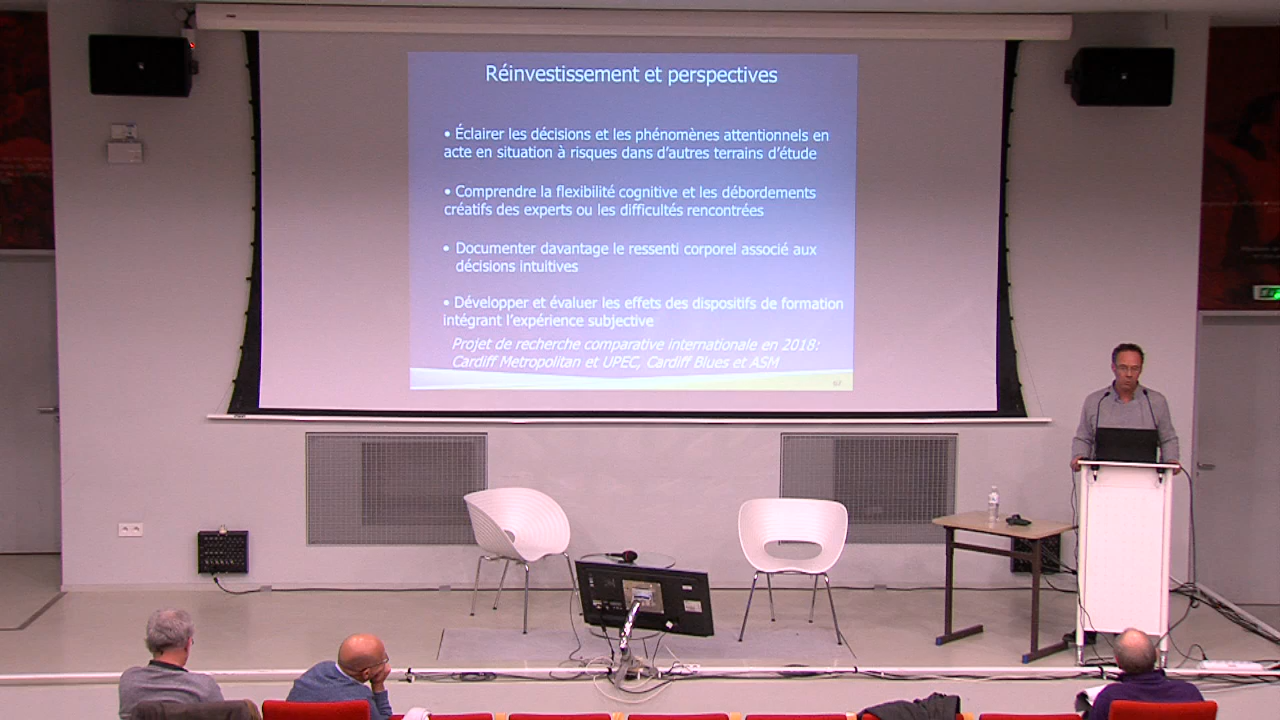 Réinvestissement et perspectives
• Éclairer les décisions et les phénomènes attentionnels en
acte en situation à risques dans d'autres terrains d'étude
• Comprendre la flexibilité cognitive et les débordements
créatifs des experts ou les difficultés rencontrées
• Documenter davantage le ressenti corporel associé aux
décisions intuitives
• Développer et évaluer les effets des dispositifs de formation
intégrant l'expérience subjective
Projet de recherche comparative internationale en 2018:
Cardiff Metropolitan et UPEC, Cardiff Blues et ASM